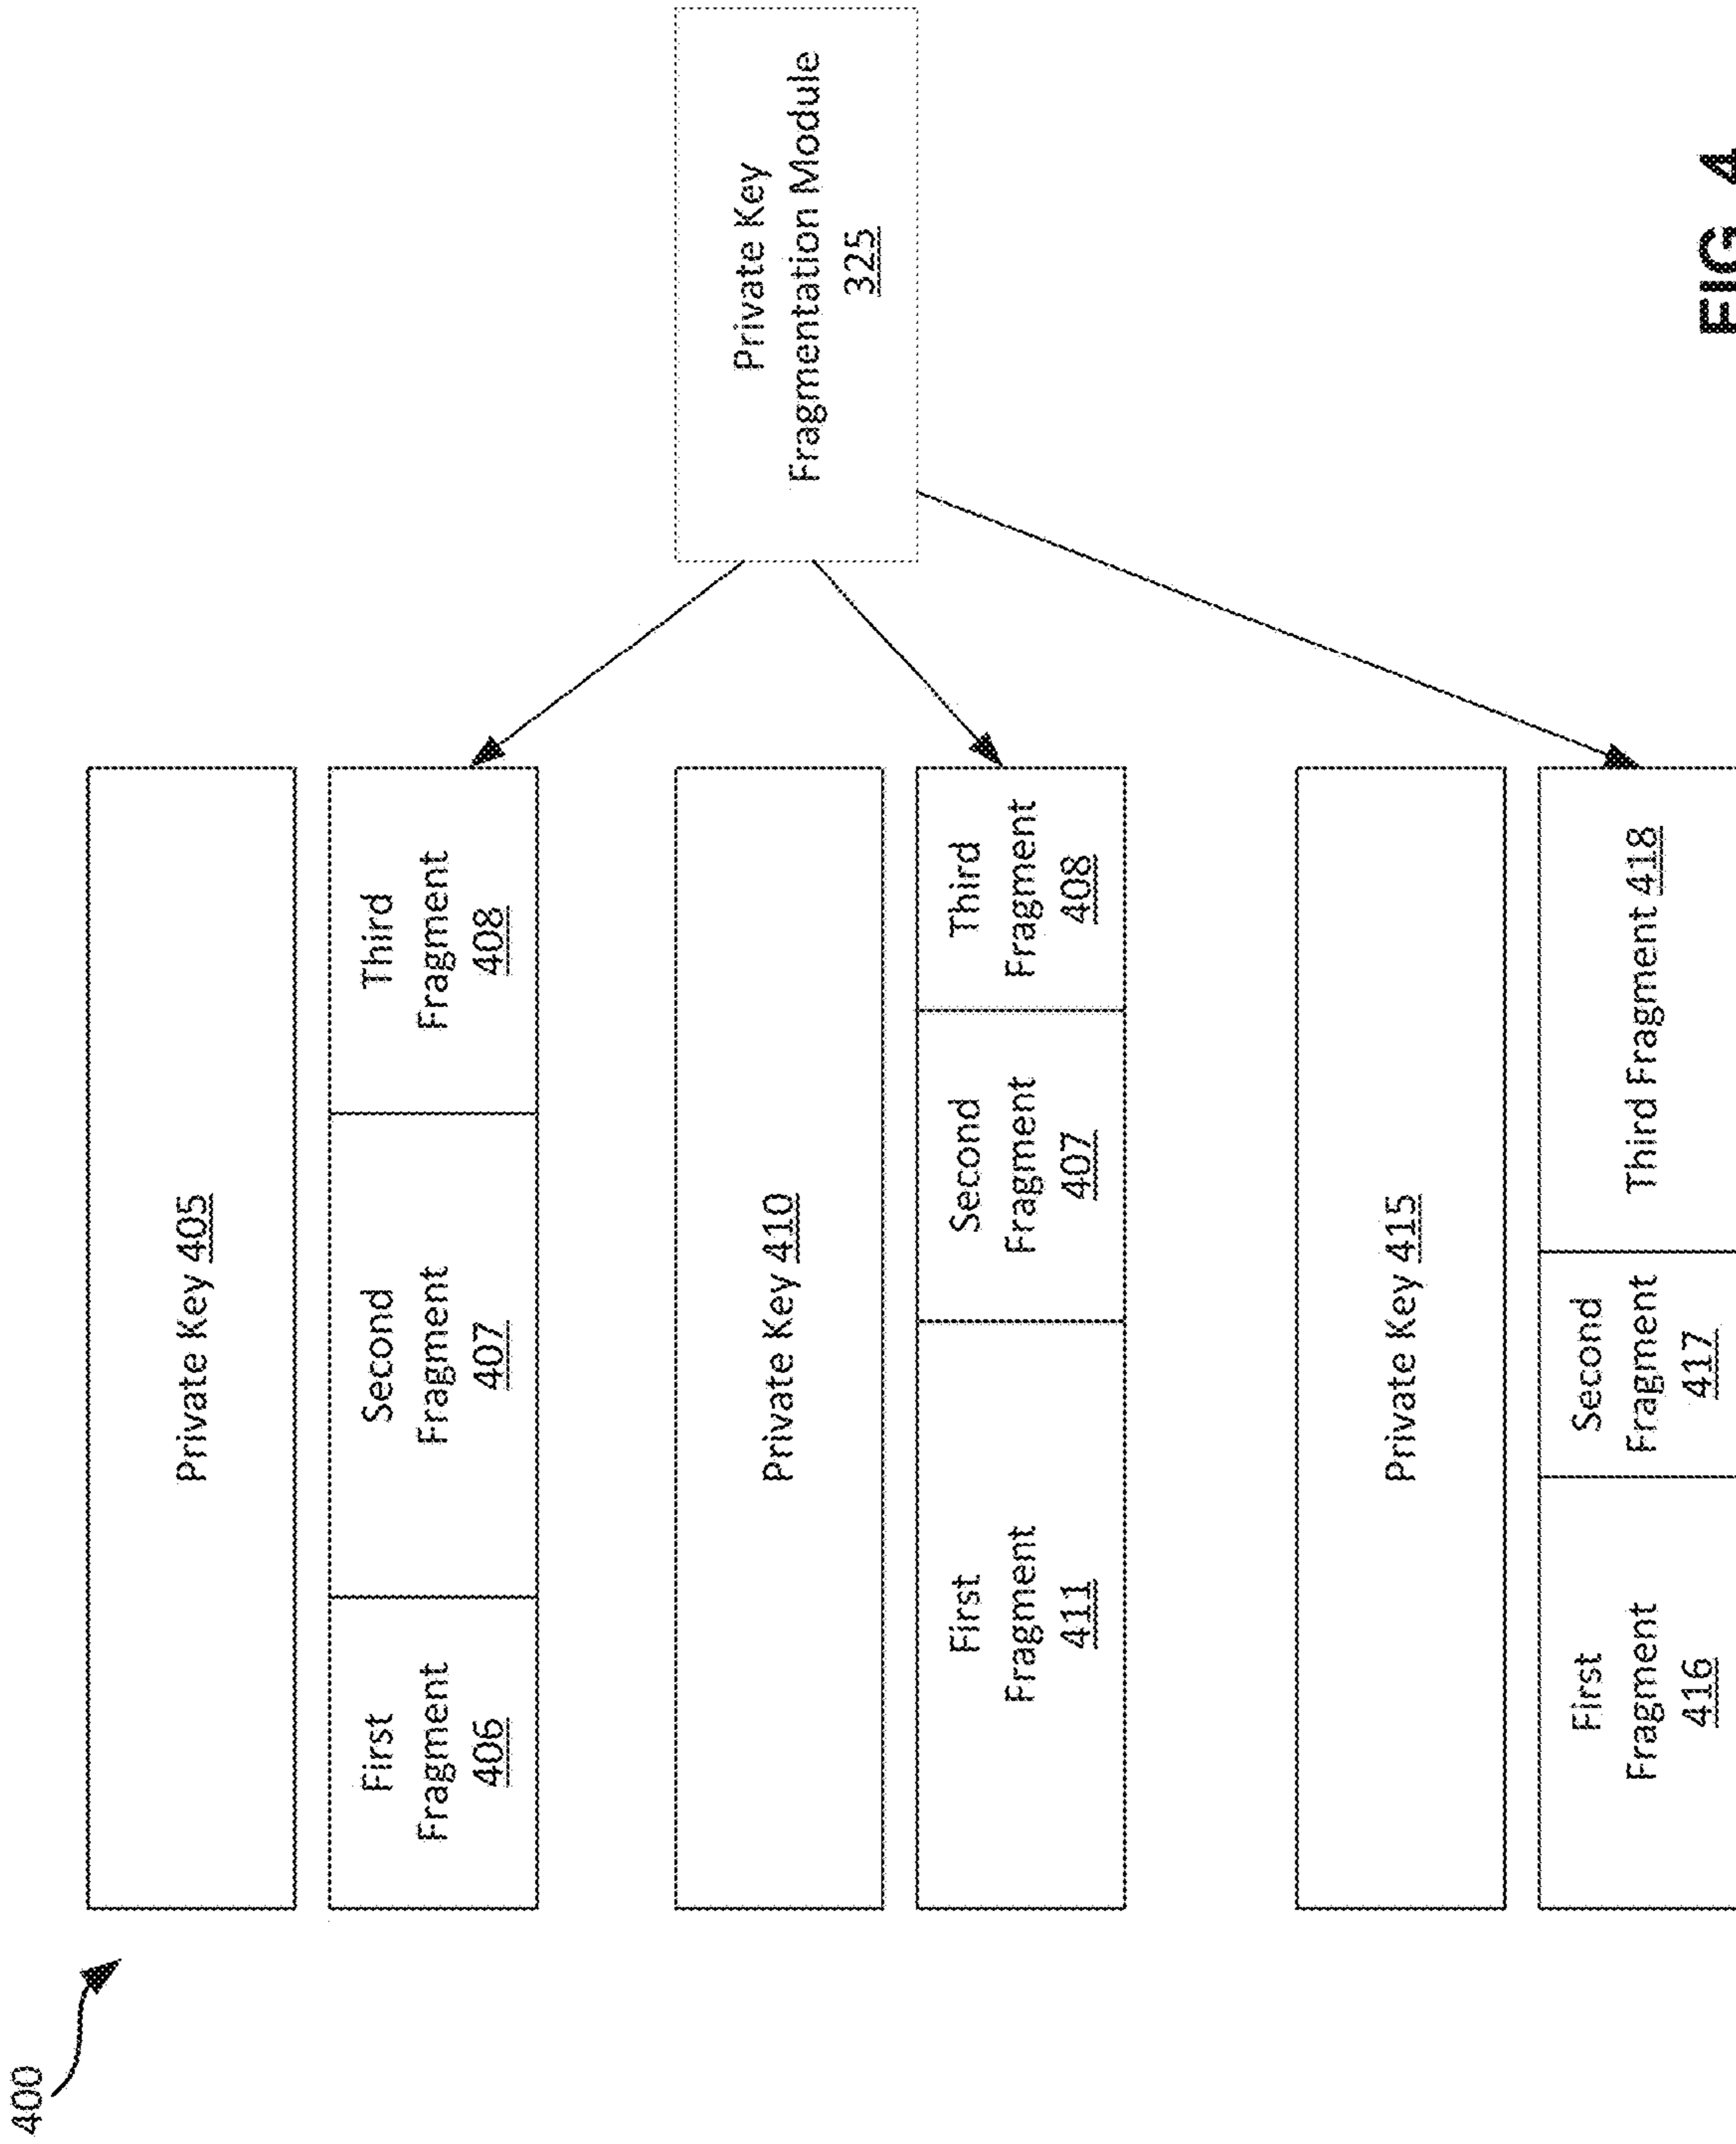 400
Private Key 405
First
Fragment
406
Second
Fragment
407
Third
Fragment
408
Private Key 410
First
Fragment
411
Second
Fragment
407
Third
Fragment
408
Private Key 415
First
Fragment
416
Second
Fragment
417
Third Fragment 418
Private Key
Fragmentation Module
325
FIG. 4